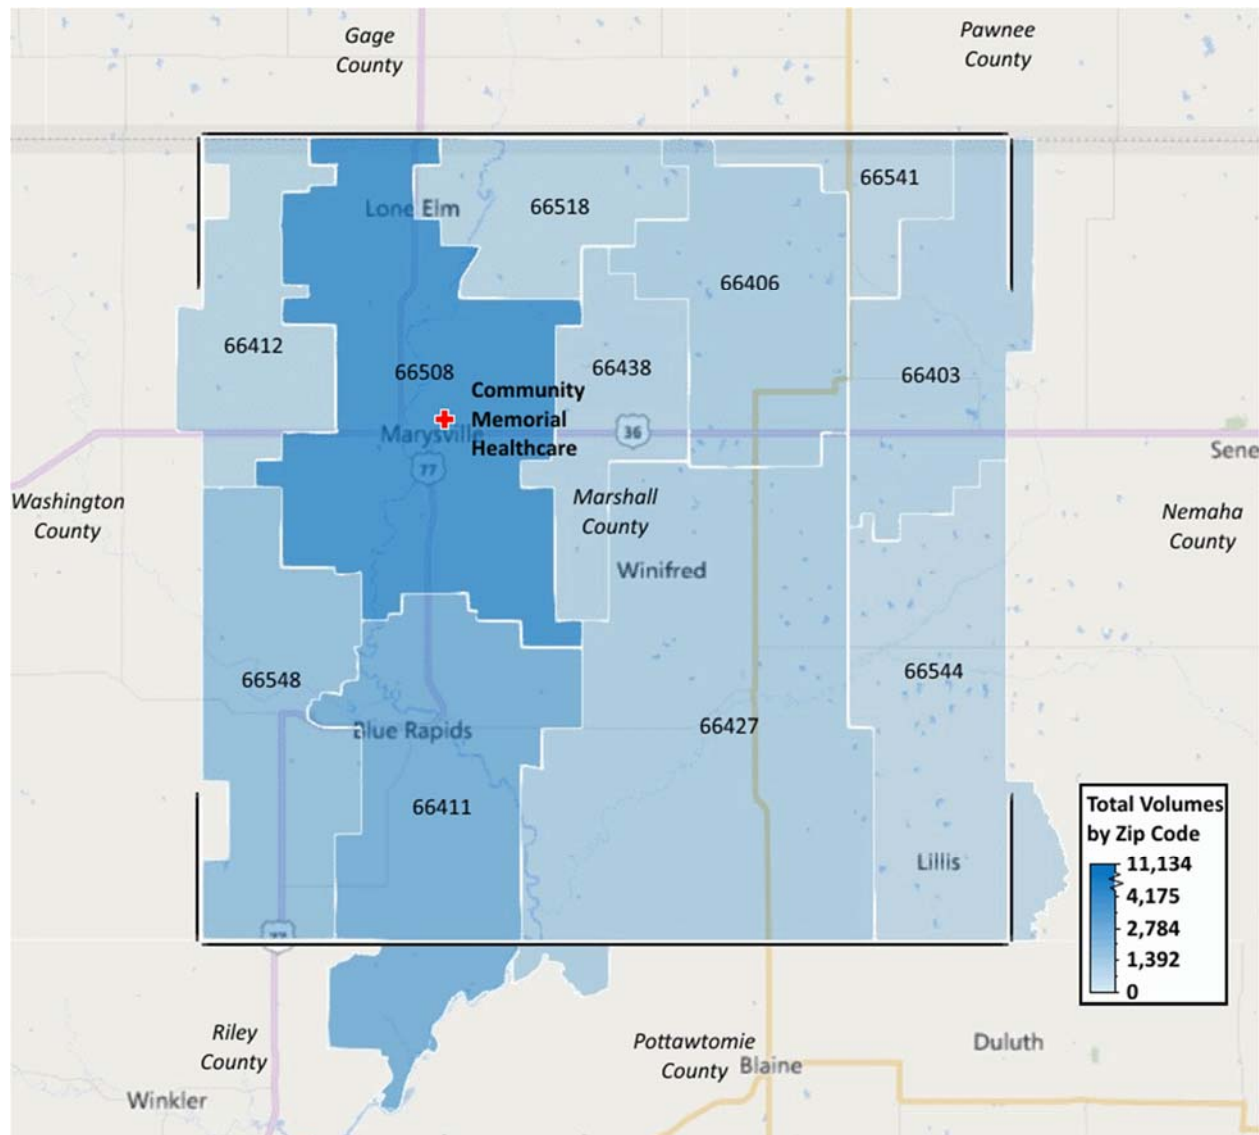 Gage
County
Pawnee
County
66541
Lone Elm
66518
66406
66412
66508
66438
66403
Community
Memorial
Healthcare
Marysville
36
77
Sene
Washington
County
Marshall
County
Nemaha
County
Winifred
66548
66544
66427
Blue Rapids
66411
Lillis
Total Volumes
by Zip Code
11,134
4,175
2,784
1,392
0
77
Riley
County
Pottawtomie
County
Blaine
Duluth
Winkler